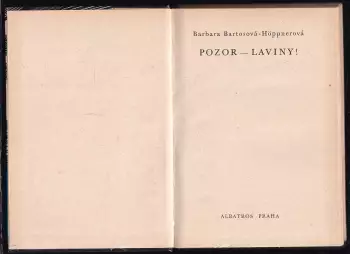 Barbara Bartosová-Höppnerová
POZOR — LAVINY!
ALBATROS PRAHA